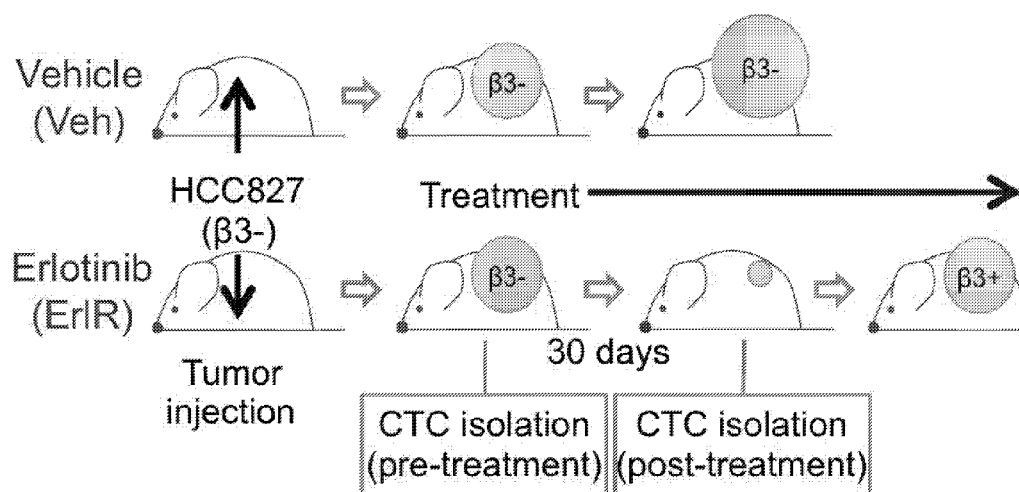 Vehicle
(Veh)
β3-
β3-
HCC827
(β3-)
Treatment
Erlotinib
(ErlR)
β3-
β3+
30 days
Tumor
injection
CTC isolation
(pre-treatment)
CTC isolation
(post-treatment)